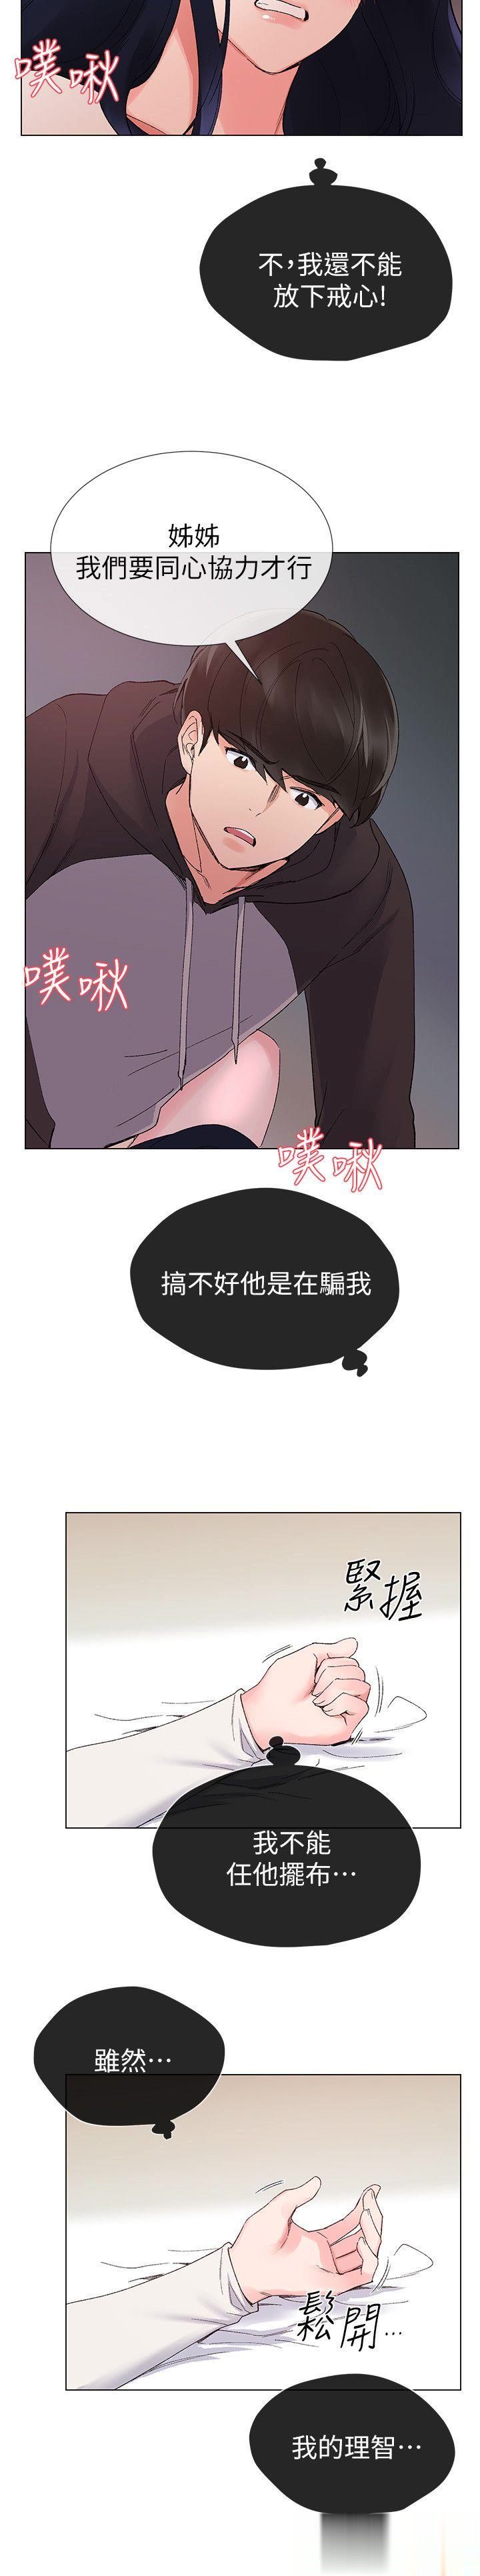 噗啾
不，我還不能
放下戒心!
姊姊
我們要同心協力才行
噗啾
噗啾
搞不好他是在騙我
緊握
我不能
任他擺布…
雖然…
鬆開...
我的理智…